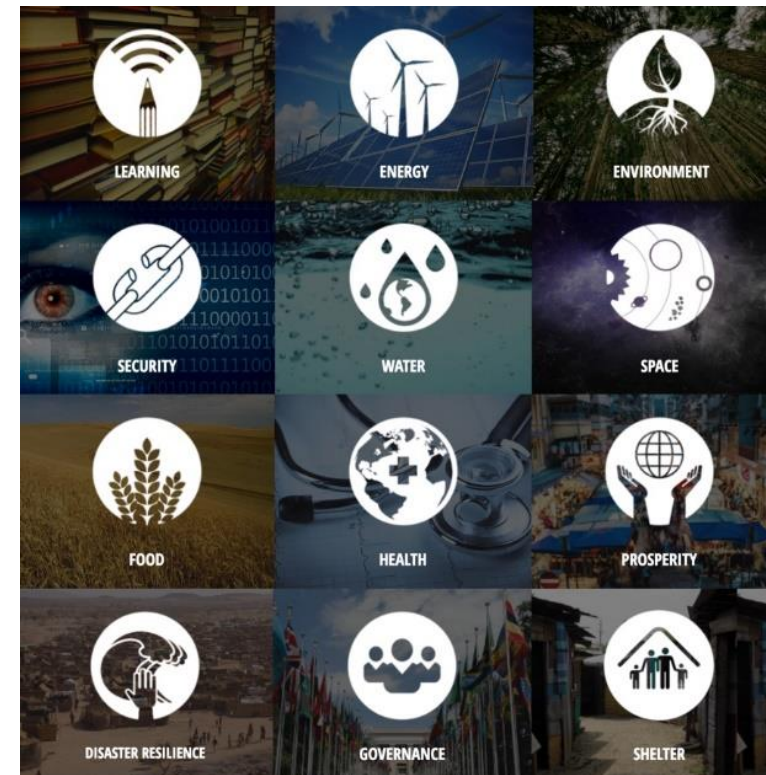 LEARNING
ENERGY
ENVIRONMENT
SECURITY
WATER
SPACE
FOOD
HEALTH
PROSPERITY
DISASTER RESILIENCE
GOVERNANCE
SHELTER